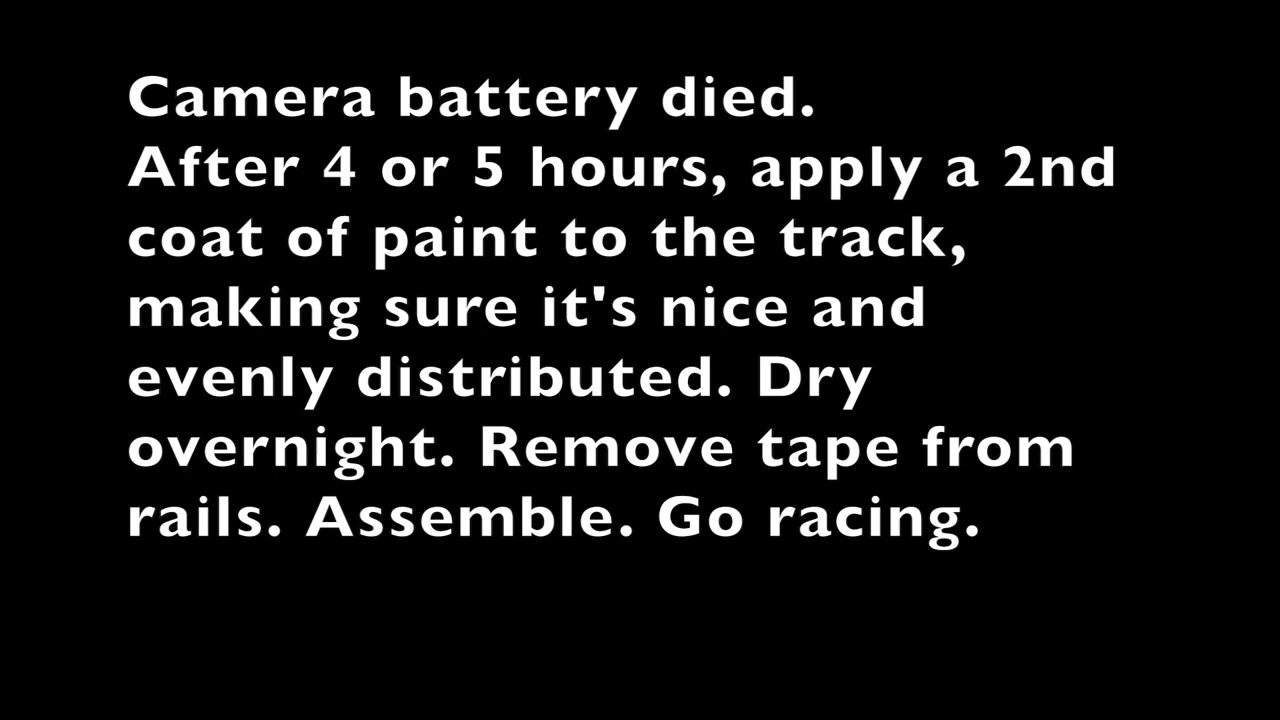 Camera battery died.
After 4 or 5 hours, apply a 2nd
coat of paint to the track,
making sure it's nice and
evenly distributed. Dry
overnight. Remove tape from
rails. Assemble. Go racing.